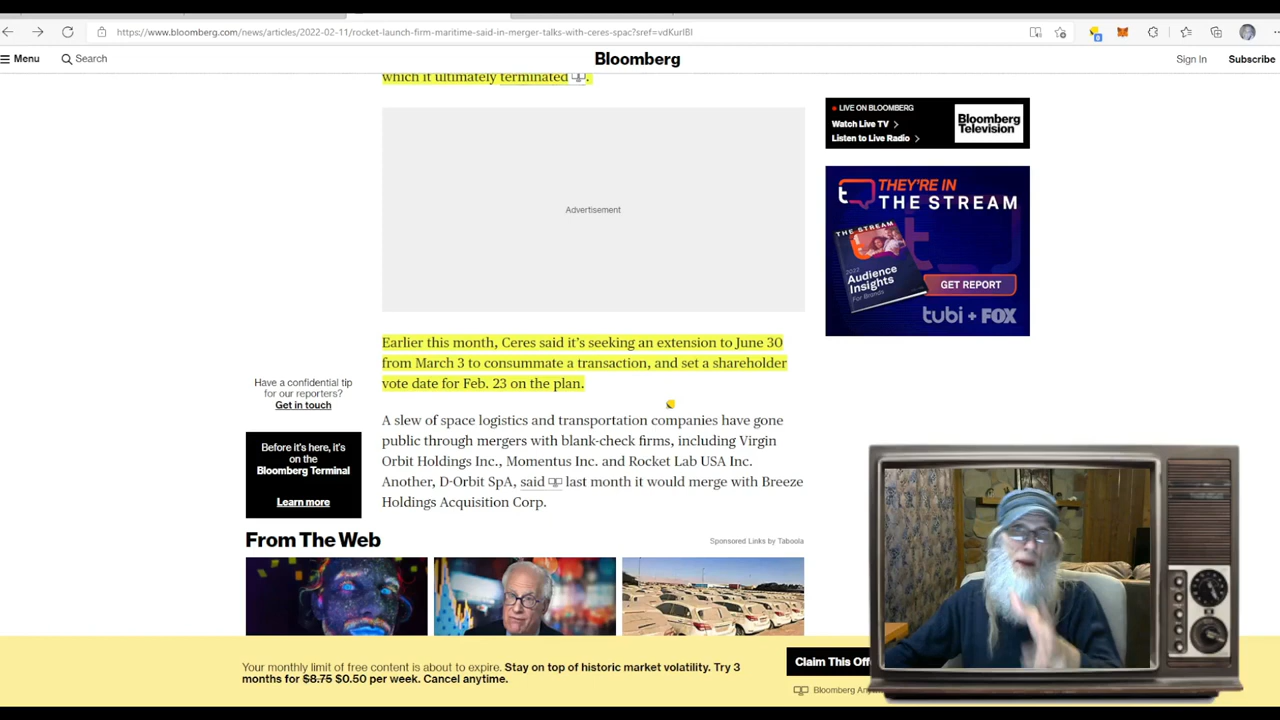 https://www.bloomberg.com/news/articles/2022-02-11/rocket-launch-firm-maritime-said-in-merger-talks-with-ceres-spac?sref=vdKurIBI
Menu
Search
Bloomberg
Sign In
Subscribe
which it ultimately terminated.
LIVE ON BLOOMBERG
Watch Live TV >
Listen to Live Radio >
Bloomberg
Television
Advertisement
THEY'RE IN
THE STREAM
THE STREAM
2022
Audience
Insights
For Brands
GET REPORT
tubi + FOX
Earlier this month, Ceres said it's seeking an extension to June 30
from March 3 to consummate a transaction, and set a shareholder
vote date for Feb. 23 on the plan.
Have a confidential tip
for our reporters?
Get in touch
Before it's here, it's
on the
Bloomberg Terminal
Learn more
A slew of space logistics and transportation companies have gone
public through mergers with blank-check firms, including Virgin
Orbit Holdings Inc., Momentus Inc. and Rocket Lab USA Inc.
Another, D-Orbit SpA, said last month it would merge with Breeze
Holdings Acquisition Corp.
From The Web
Sponsored Links by Taboola
Your monthly limit of free content is about to expire. Stay on top of historic market volatility. Try 3
months for $8.75 $0.50 per week. Cancel anytime.
Claim This Off
Bloomberg